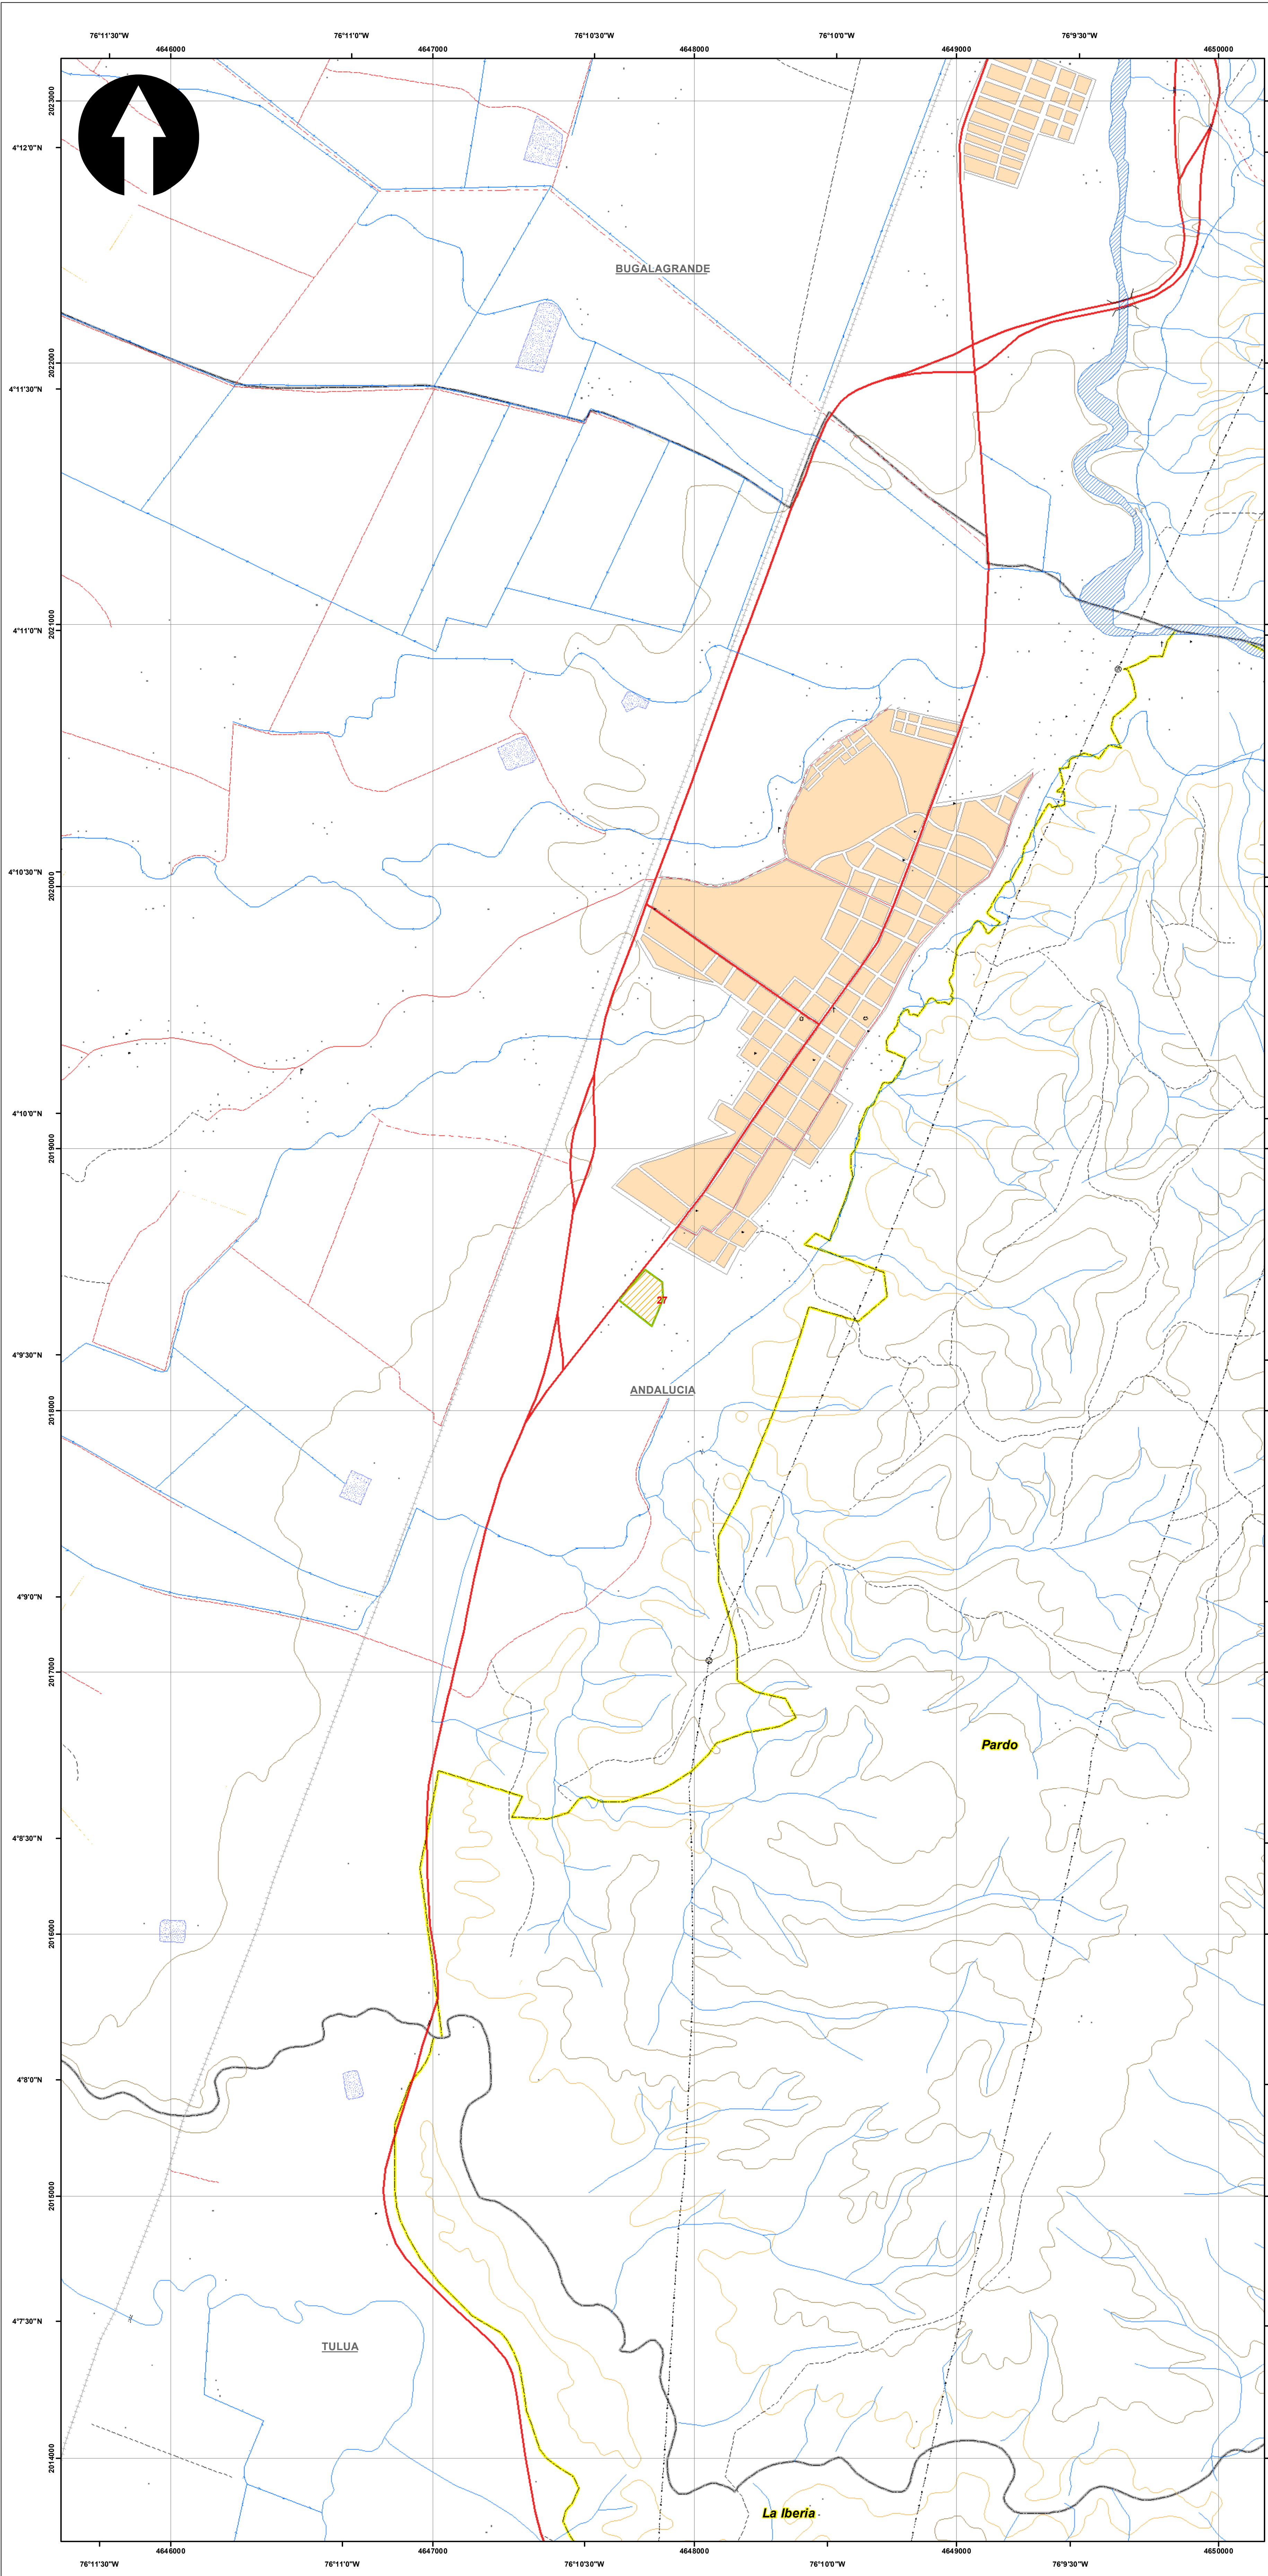 76°11'30"W 76°11'0"W 76°10'30"W 76°10'0"W 76°9'30"W
4646000 4647000 4648000 4649000 4650000
2023000
4°12'0"N
BUGALAGRANDE
2022000
4°11'30"N
2021000
4°11'0"N
4°10'30"N
2020000
4°10'0"N
2019000
27
4°9'30"N
ANDALUCIA
2018000
4°9'0"N
2017000
Pardo
4°8'30"N
2016000
4°8'0"N
2015000
4°7'30"N
TULUA
2014000
La Iberia
4646000 4647000 4648000 4649000 4650000
76°11'30"W 76°11'0"W 76°10'30"W 76°10'0"W 76°9'30"W